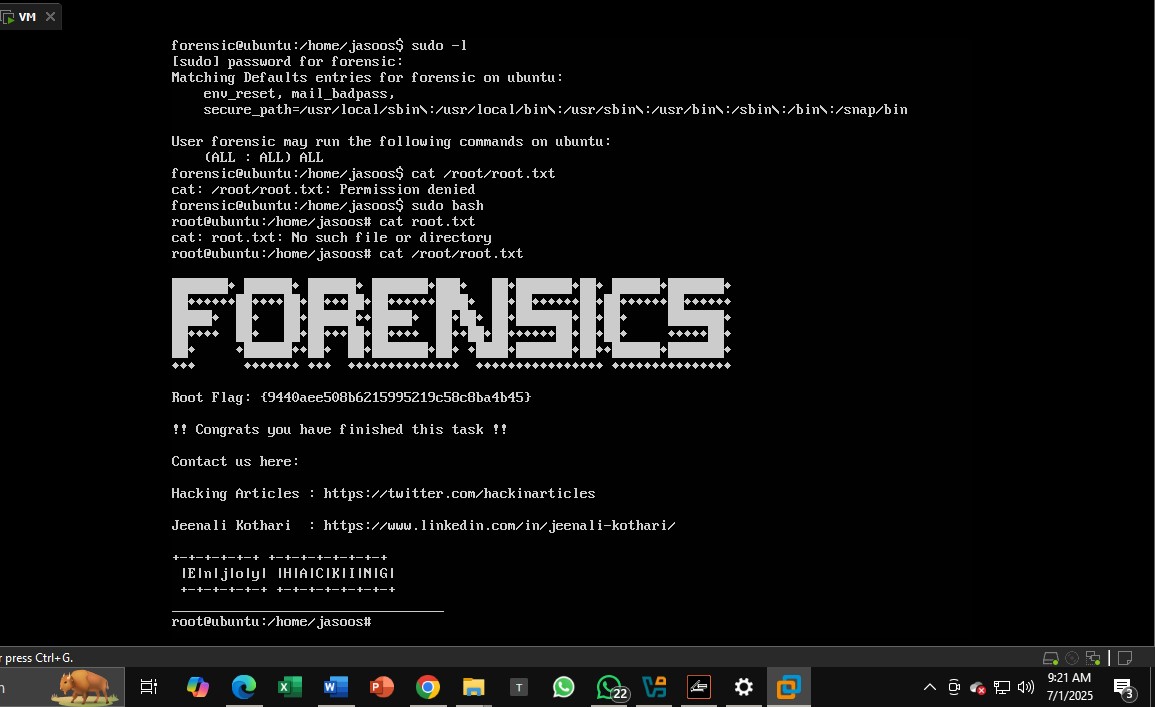 VM
forensic@ubuntu:/home/jasoos$ sudo -l
[sudo] password for forensic:
Matching Defaults entries for forensic on ubuntu:
    env_reset, mail_badpass,
    secure_path=/usr/local/sbin\:/usr/local/bin\:/usr/sbin\:/usr/bin\:/sbin\:/bin\:/snap/bin
User forensic may run the following commands on ubuntu:
    (ALL : ALL) ALL
forensic@ubuntu:/home/jasoos$ cat /root/root.txt
cat: /root/root.txt: Permission denied
forensic@ubuntu:/home/jasoos$ sudo bash
root@ubuntu:/home/jasoos# cat root.txt
cat: root.txt: No such file or directory
root@ubuntu:/home/jasoos# cat /root/root.txt
FORENSICS
Root Flag: {9440aee508b6215995219c58c8ba4b45}
!! Congrats you have finished this task !!
Contact us here:
Hacking Articles : https://twitter.com/hackinarticles
Jeenali Kothari  : https://www.linkedin.com/in/jeenali-kothari/
+-+-+-+-+-+ +-+-+-+-+-+-+-+
 |E|n|j|o|y| |H|A|C|K|I|N|G|
 +-+-+-+-+-+ +-+-+-+-+-+-+-+
root@ubuntu:/home/jasoos#
r press Ctrl+G.
n
X
W
P
T
22
9:21 AM
7/1/2025
3